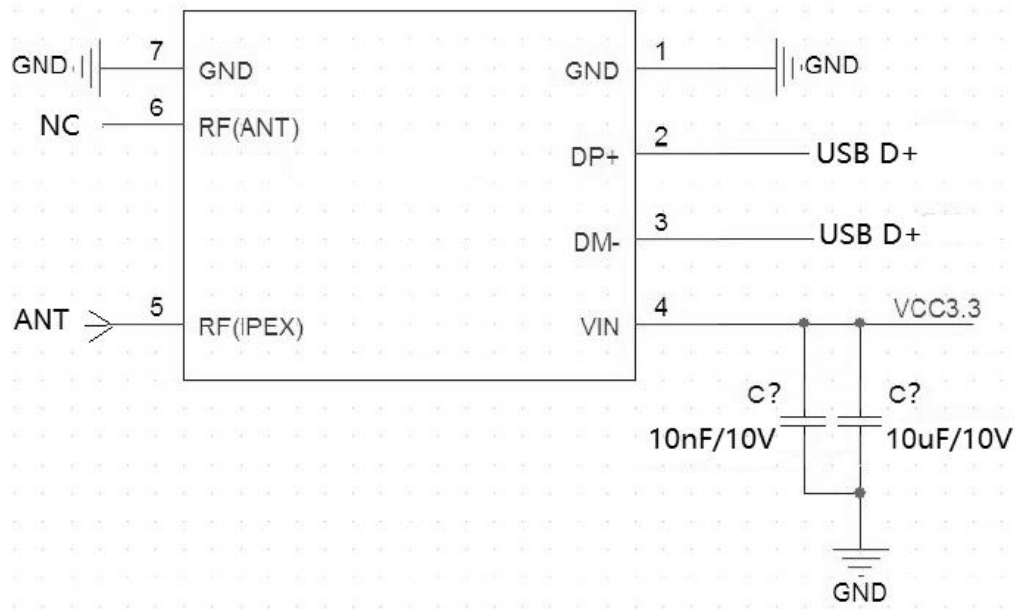 GND
7
GND
NC
6
RF(ANT)
ANT
5
RF(IPEX)
GND
1
GND
DP+
2
USB D+
DM-
3
USB D+
VIN
4
VCC3.3
C?
10nF/10V
C?
10uF/10V
GND